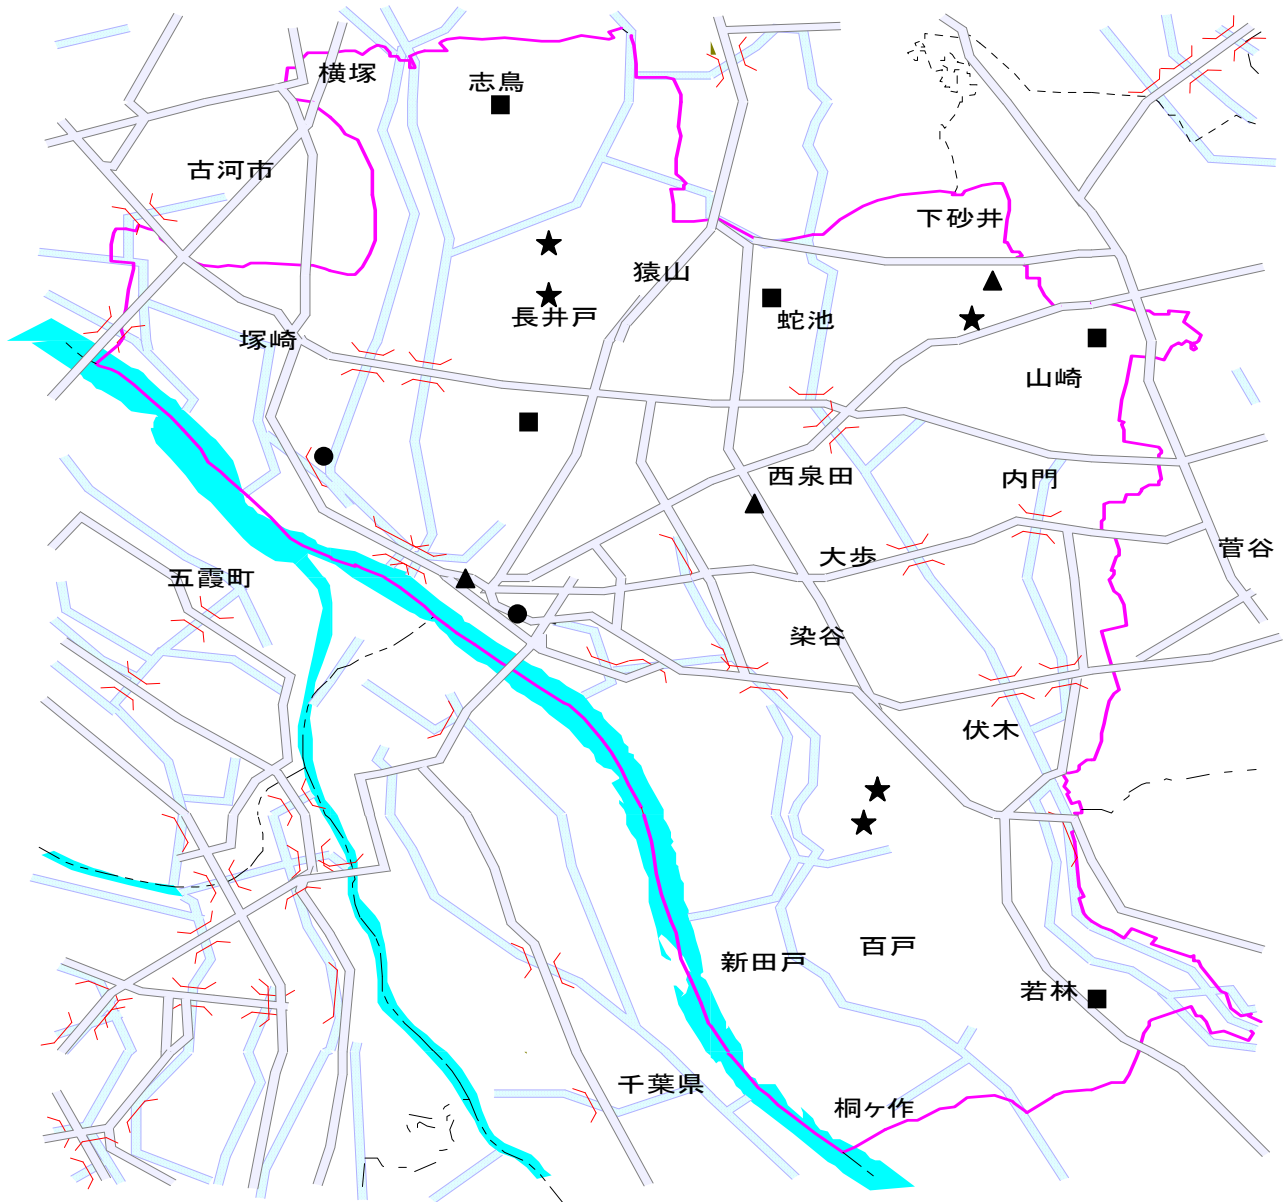 横塚
志鳥
古河市
下砂井
猿山
長井戸
蛇池
塚崎
山崎
西泉田
内門
大歩
菅谷
五霞町
染谷
伏木
百戸
新田戸
若林
千葉県
桐ヶ作